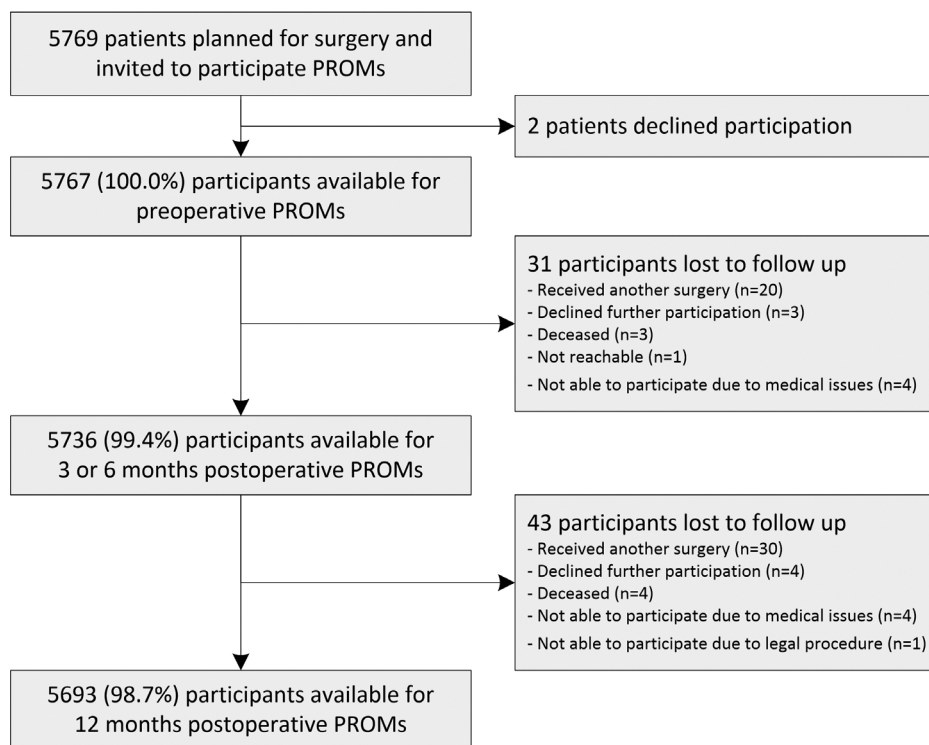 5769 patients planned for surgery and
invited to participate PROMs
2 patients declined participation
5767 (100.0%) participants available for
preoperative PROMs
31 participants lost to follow up
- Received another surgery (n=20)
- Declined further participation (n=3)
- Deceased (n=3)
- Not reachable (n=1)
- Not able to participate due to medical issues (n=4)
5736 (99.4%) participants available for
3 or 6 months postoperative PROMs
43 participants lost to follow up
- Received another surgery (n=30)
- Declined further participation (n=4)
- Deceased (n=4)
- Not able to participate due to medical issues (n=4)
- Not able to participate due to legal procedure (n=1)
5693 (98.7%) participants available for
12 months postoperative PROMs